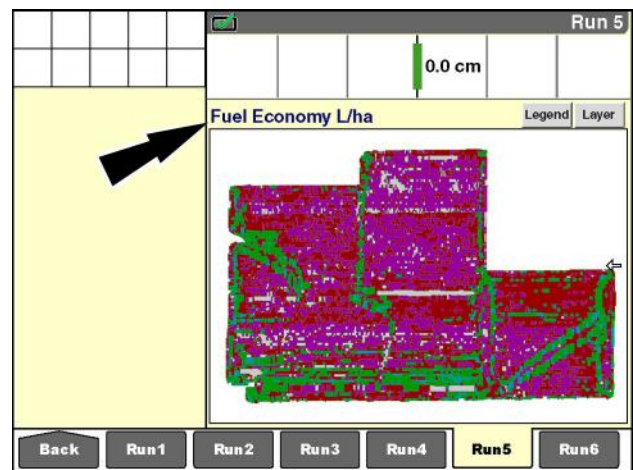 Run 5
0.0 cm
Fuel Economy L/ha
Legend Layer
Back Run1 Run2 Run3 Run4 Run5 Run6